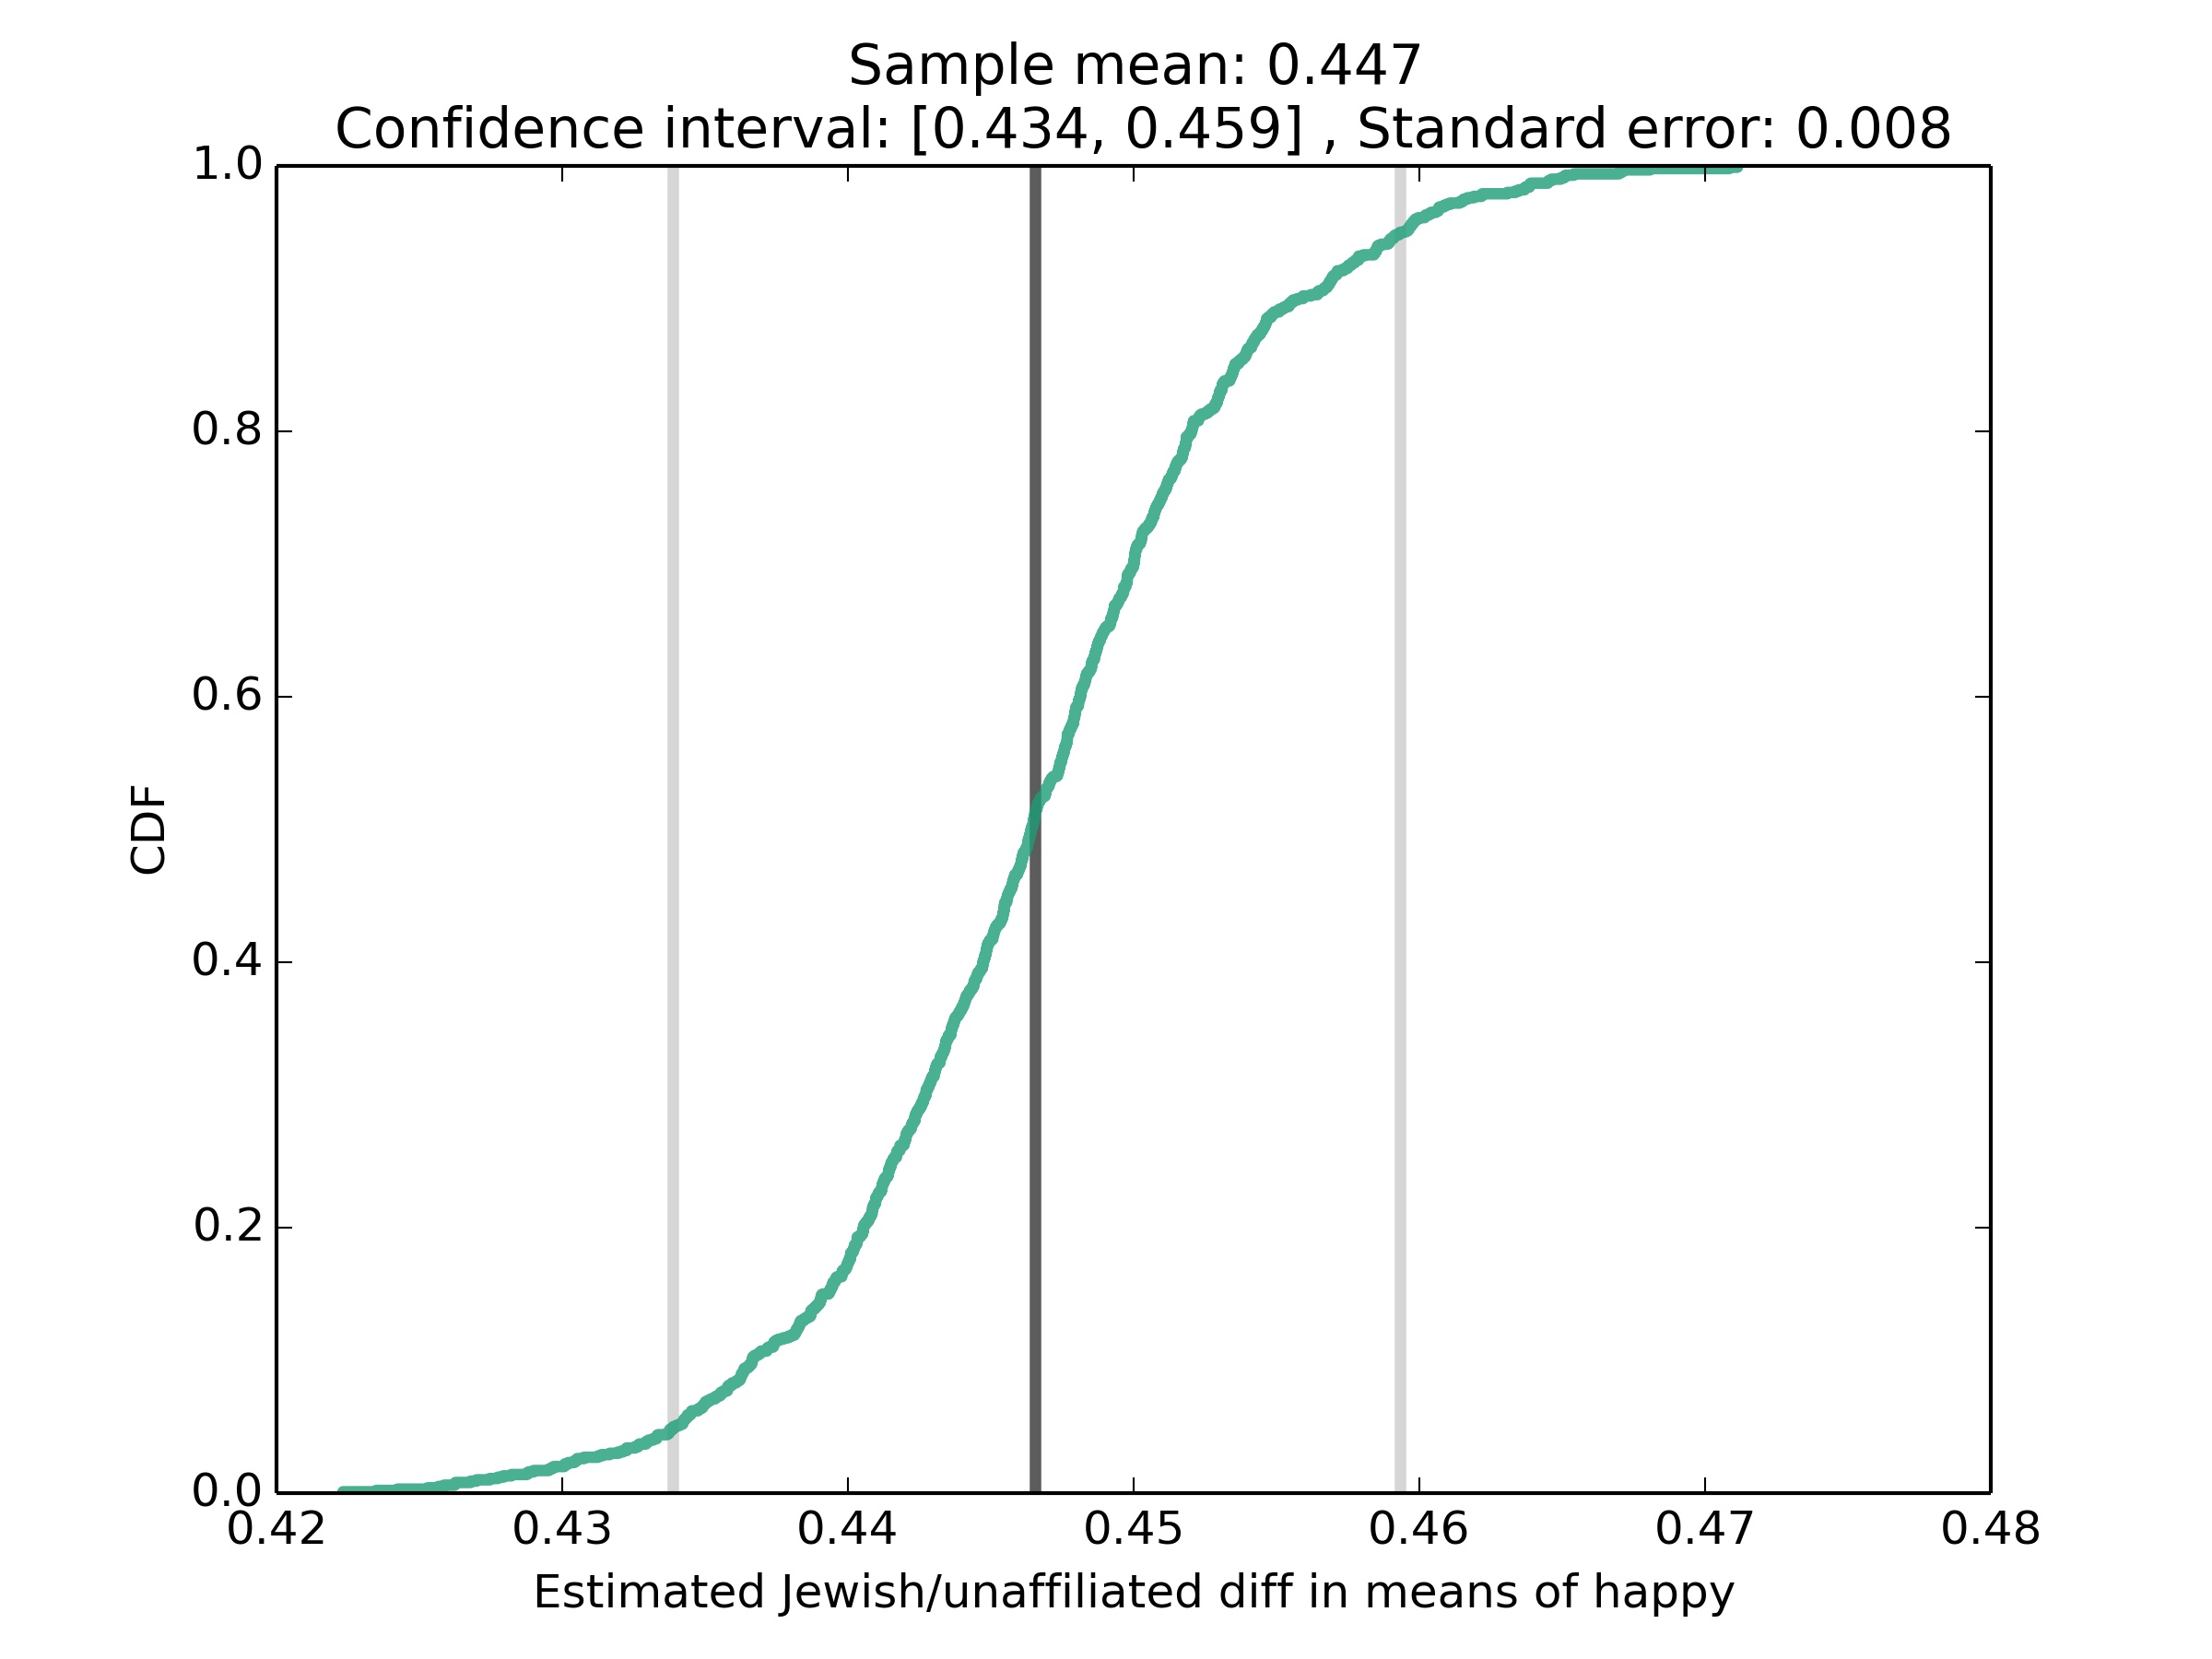 Sample mean: 0.447
Confidence interval: [0.434, 0.459] , Standard error: 0.008
1.0
0.8
0.6
0.4
0.2
0.0
CDF
0.42 0.43 0.44 0.45 0.46 0.47 0.48
Estimated Jewish/unaffiliated diff in means of happy